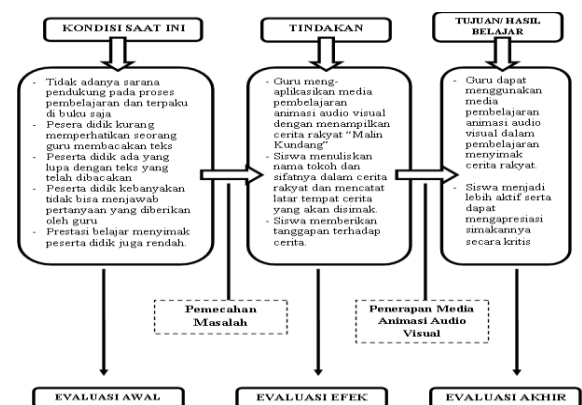 KONDISI SAAT INI
- Tidak adanya sarana
pendukung pada proses
pembelajaran dan terpaku
di buku saja
- Pesera didik kurang
memperhatikan seorang
guru membacakan teks
- Peserta didik ada yang
lupa dengan teks yang
telah dibacakan
- Peserta didik kebanyakan
tidak bisa menjawab
pertanyaan yang diberikan
oleh guru
- Prestasi belajar menyimak
peserta didik juga rendah.
TINDAKAN
- Guru meng-
aplikasikan media
pembelajaran
animasi audio visual
dengan menampilkan
cerita rakyat "Malin
Kundang"
- Siswa menuliskan
nama tokoh dan
sifatnya dalam cerita
rakyat dan mencatat
latar tempat cerita
yang akan disimak.
- Siswa memberikan
tanggapan terhadap
cerita.
TUJUAN/ HASIL
BELAJAR
- Guru dapat
menggunakan
media
pembelajaran
animasi audio
visual dalam
pembelajaran
menyimak
cerita rakyat.
- Siswa menjadi
lebih aktif serta
dapat
mengapresiasi
simakannya
secara kritis
Pemecahan
Masalah
Penerapan Media
Animasi Audio
Visual
EVALUASI AWAL
EVALUASI EFEK
EVALUASI AKHIR